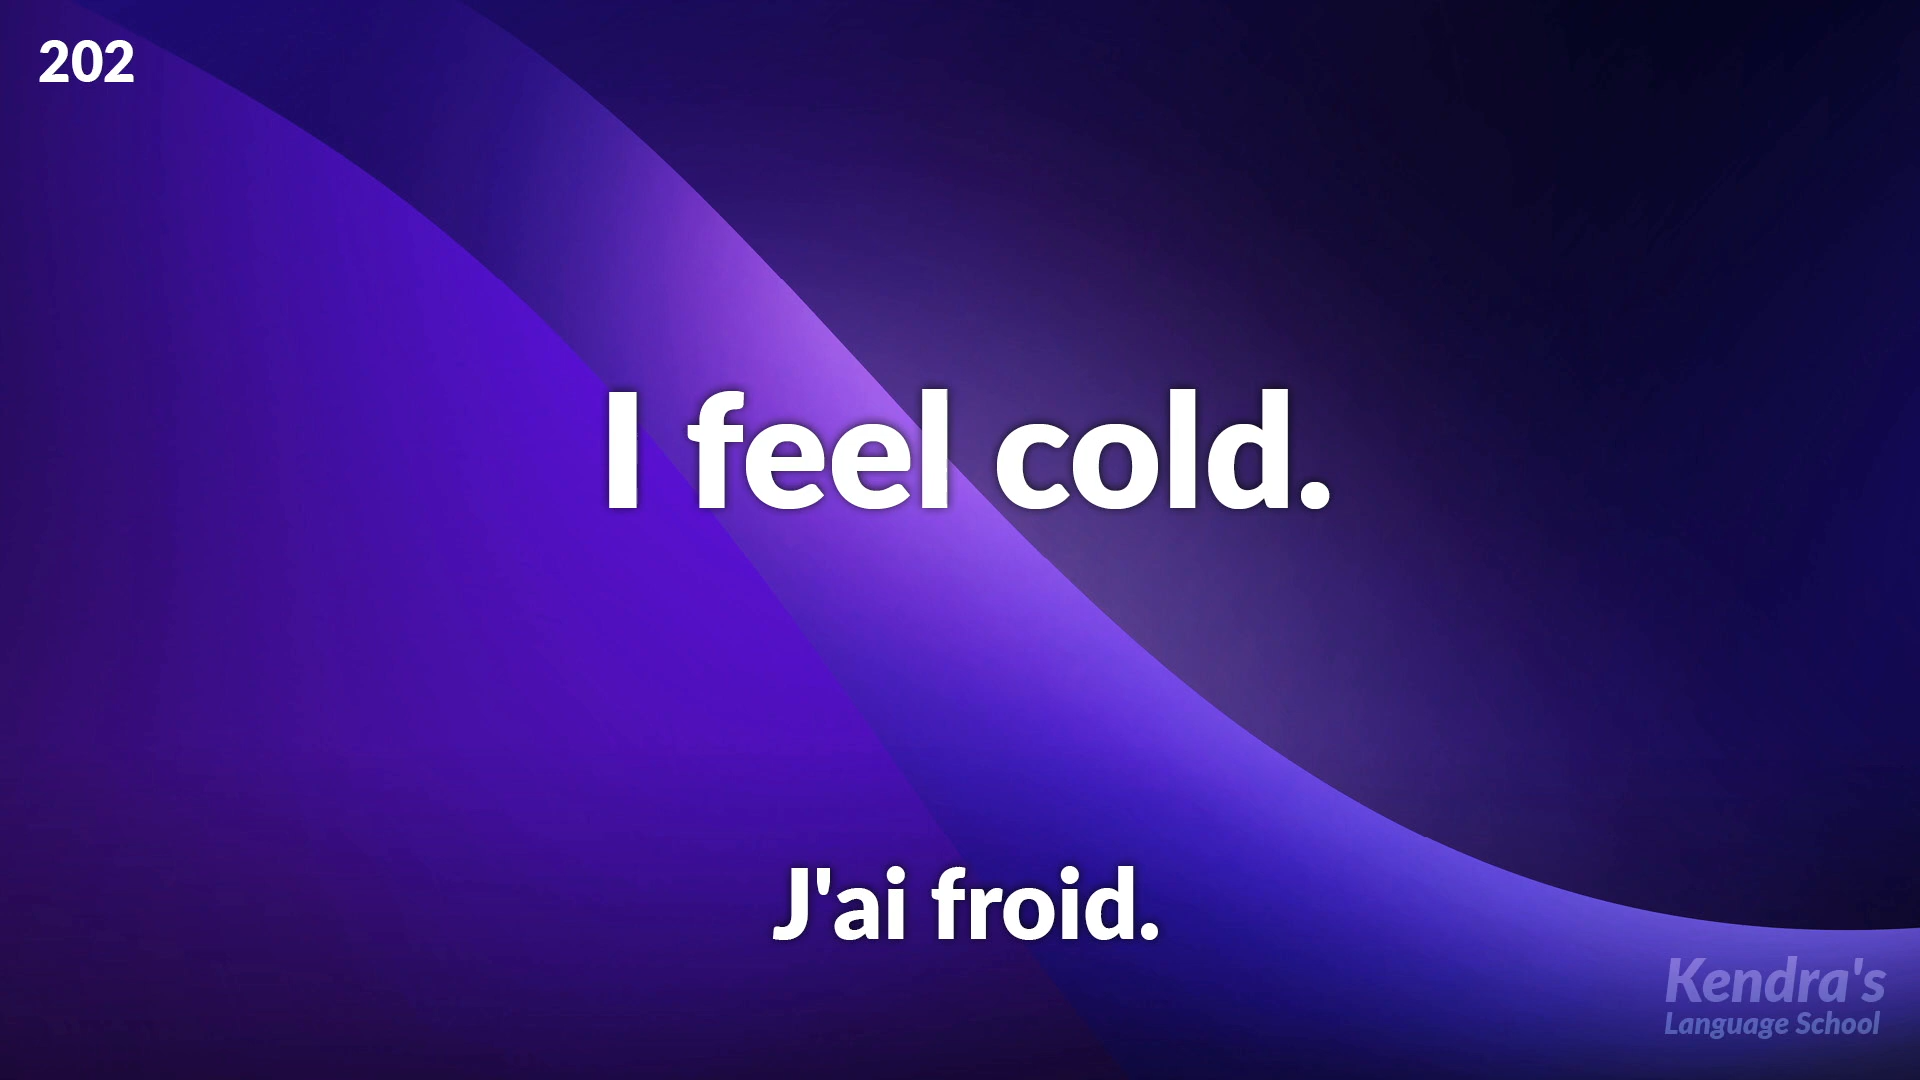 202
I feel cold.
J'ai froid.
Kendra's
Language School